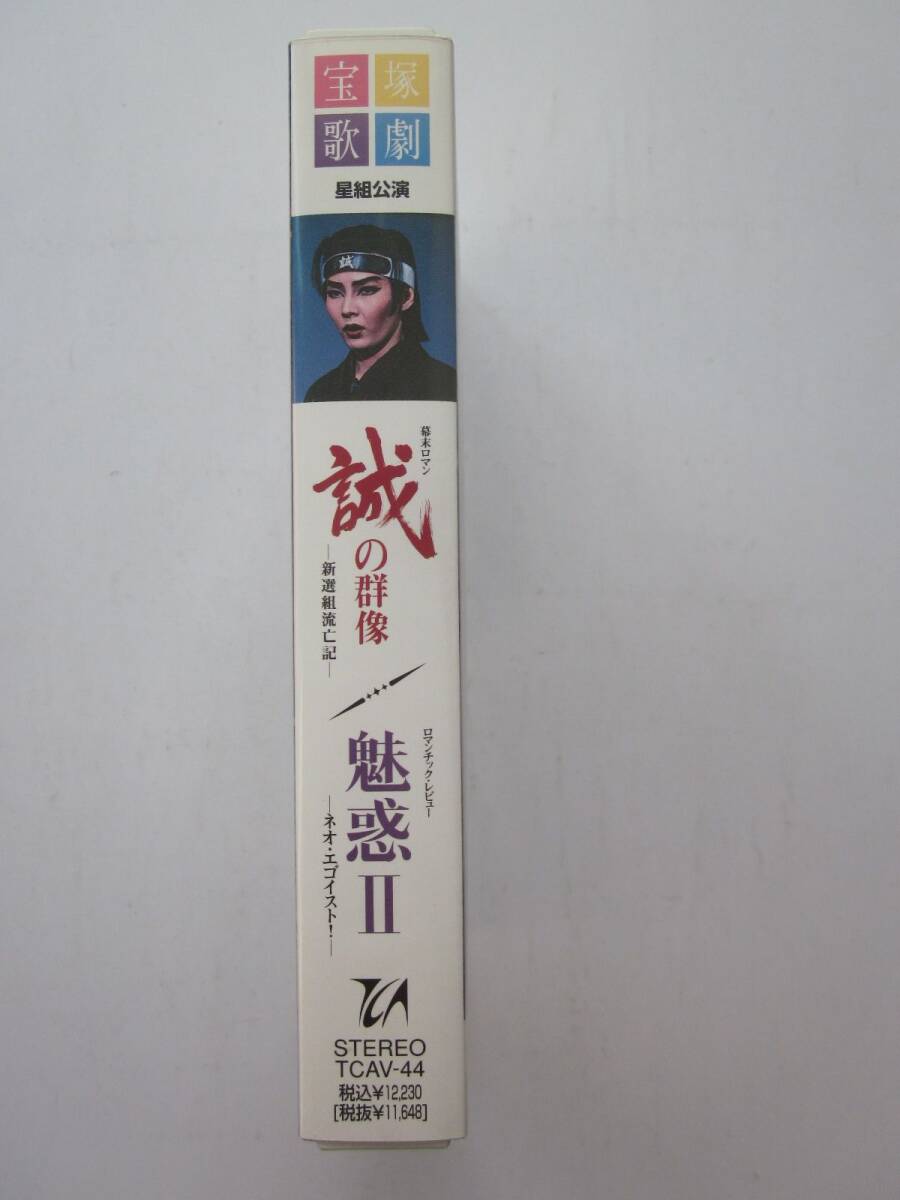 宝塚
歌劇
星組公演
誠
幕末ロマン
誠の群像
―新選組流亡記―
ロマンチック・レビュー
魅惑Ⅱ
―ネオ・エゴイスト!―
STEREO
TCAV-44
税込¥12,230
[税抜¥11,648]